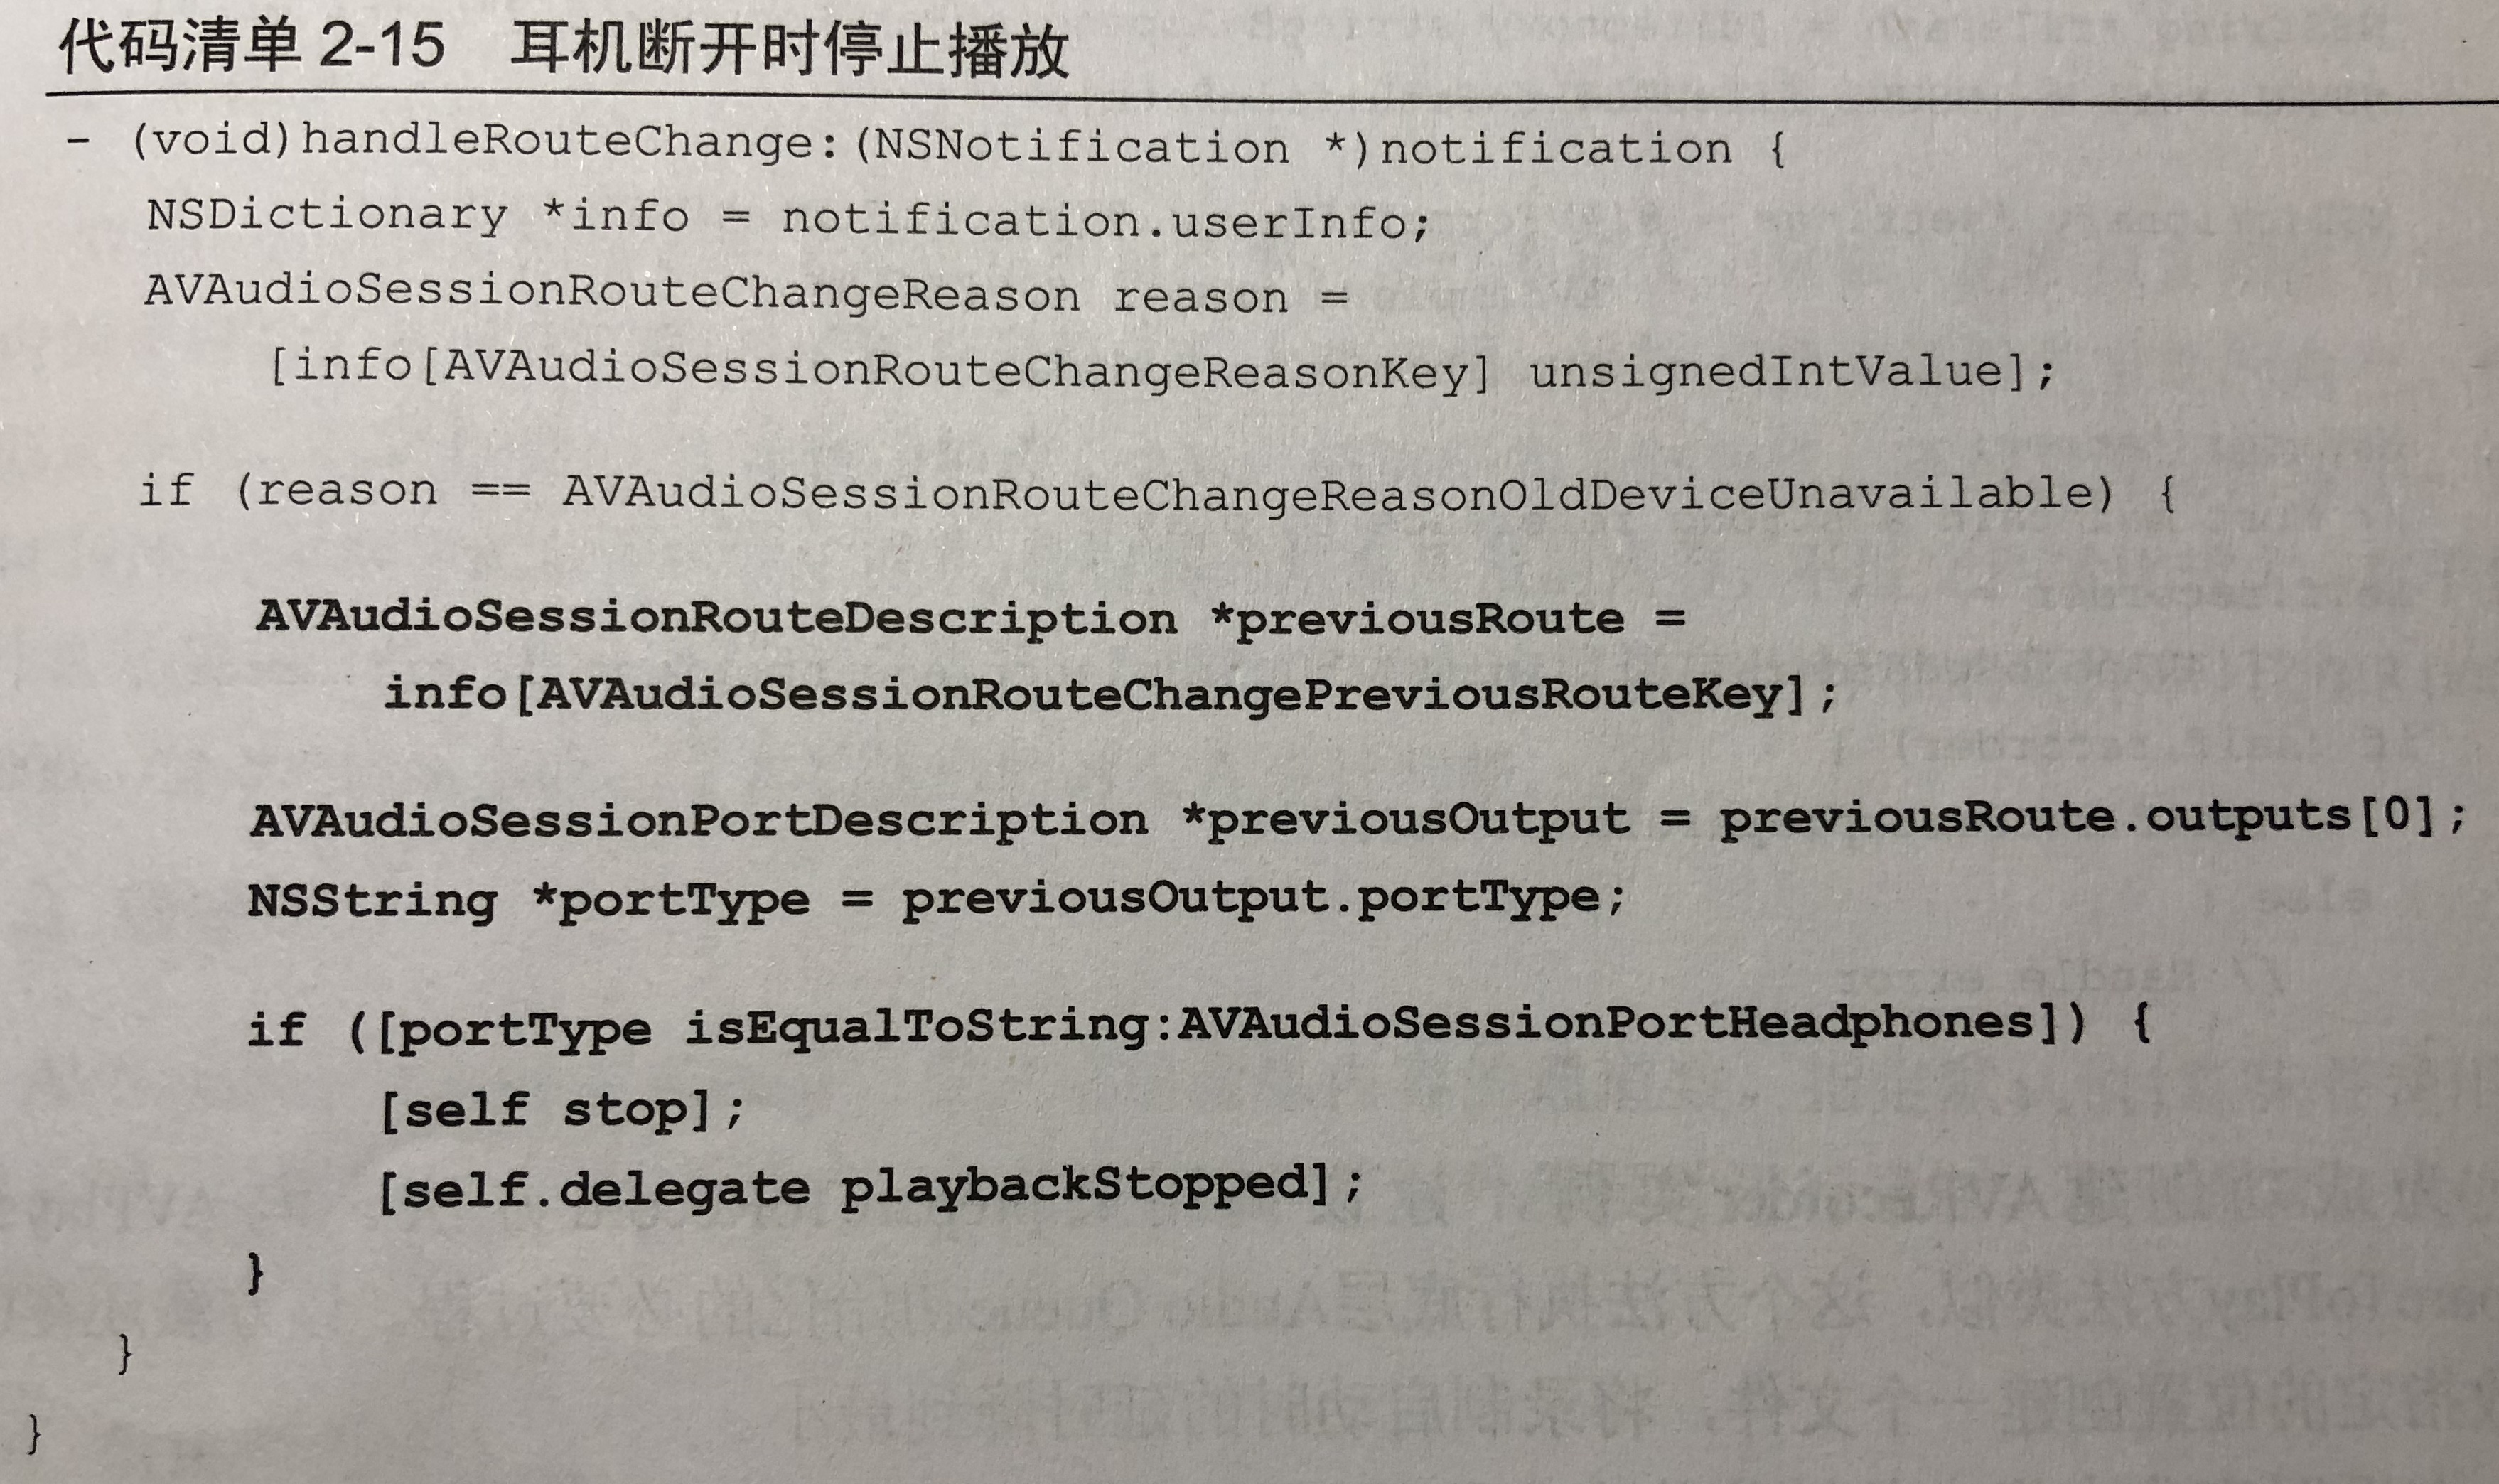 代码清单 2-15 耳机断开时停止播放
- (void)handleRouteChange:(NSNotification *)notification {
NSDictionary *info = notification.userInfo;
AVAudioSessionRouteChangeReason reason =
[info[AVAudioSessionRouteChangeReasonKey] unsignedIntValue];
if (reason == AVAudioSessionRouteChangeReasonOldDeviceUnavailable) {
AVAudioSessionRouteDescription *previousRoute =
info[AVAudioSessionRouteChangePreviousRouteKey];
AVAudioSessionPortDescription *previousOutput = previousRoute.outputs[0];
NSString *portType = previousOutput.portType;
if ([portType isEqualToString:AVAudioSessionPortHeadphones]) {
[self stop];
[self.delegate playbackStopped];
}
}
}